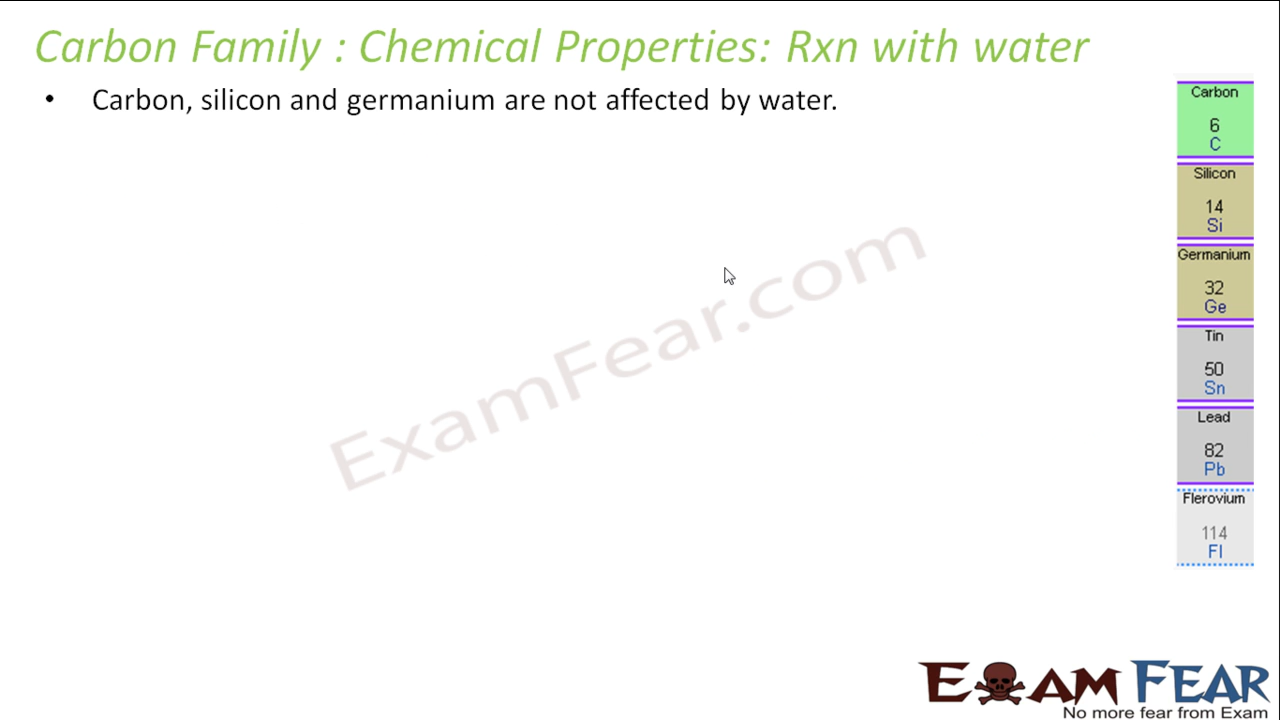 Carbon Family : Chemical Properties: Rxn with water
• Carbon, silicon and germanium are not affected by water.
Carbon
6
C
Silicon
14
Si
Germanium
32
Ge
Tin
50
Sn
Lead
82
Pb
Flerovium
114
Fl
ExamFear.com
EXAM FEAR
No more fear from Exam